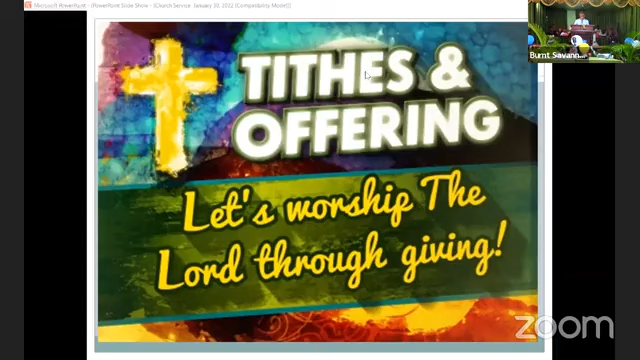 Microsoft PowerPoint - [PowerPoint Slide Show - [Church Service January 30, 2022 [Compatibility Mode]]
Burnt Savann...
TITHES &
OFFERING
Let's worship The
Lord through giving!
zoom